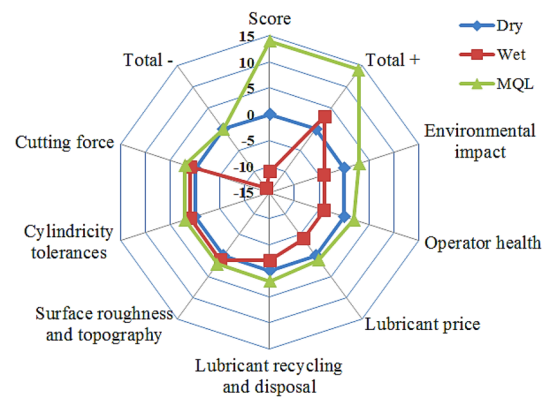 Score
Dry
Wet
MQL
15
10
5
0
-5
-10
-15
Total -
Total +
Cutting force
Environmental
impact
Cylindricity
tolerances
Operator health
Surface roughness
and topography
Lubricant price
Lubricant recycling
and disposal